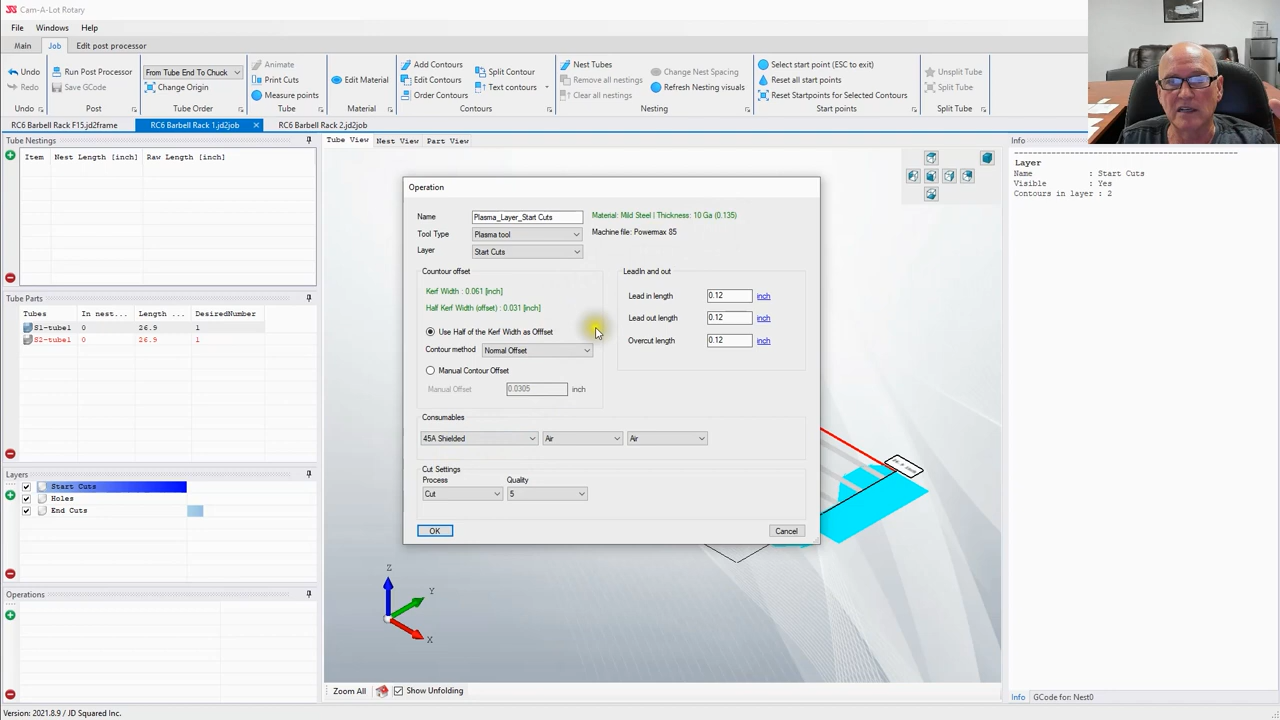 Cam-A-Lot Rotary
File Windows Help
Main Job Edit post processor
Undo Run Post Processor From Tube End To Chuck Animate Edit Material Add Contours Split Contour Nest Tubes Change Nest Spacing Select start point (ESC to exit) Unsplit Tube
Redo Save GCode Change Origin Print Cuts Edit Contours Text contours Remove all nestings Refresh Nesting visuals Reset all start points Split Tube
Measure points Order Contours Clear all nestings Reset Startpoints for Selected Contours
Undo Post Tube Order Tube Material Contours Nesting Start points Split Tube
RC6 Barbell Rack F15.jd2frame RC6 Barbell Rack 1.jd2job RC6 Barbell Rack 2.jd2job
Tube Nestings
Item Nest Length [inch] Raw Length [inch]
Tube Parts
Tubes In nest... Length ... DesiredNumber
S1-tube1 0 26.9 1
S2-tube1 0 26.9 1
Layers
Start Cuts
Holes
End Cuts
Operations
Tube View Nest View Part View
Operation
Name Plasma_Layer_Start Cuts Material: Mild Steel | Thickness: 10 Ga (0.135)
Tool Type Plasma tool Machine file: Powermax 85
Layer Start Cuts
Countour offset
Kerf Width : 0.061 [inch]
Half Kerf Width (offset) : 0.031 [inch]
Use Half of the Kerf Width as Offfset
Contour method Normal Offset
Manual Contour Offset
Manual Offset 0.0305 inch
LeadIn and out
Lead in length 0.12 inch
Lead out length 0.12 inch
Overcut length 0.12 inch
Consumables
45A Shielded Air Air
Cut Settings
Process Quality
Cut 5
OK Cancel
Z
Y
X
Zoom All Show Unfolding
Info
Layer
Name : Start Cuts
Visible : Yes
Contours in layer : 2
Info GCode for: Nest0
Version: 2021.8.9 / JD Squared Inc.